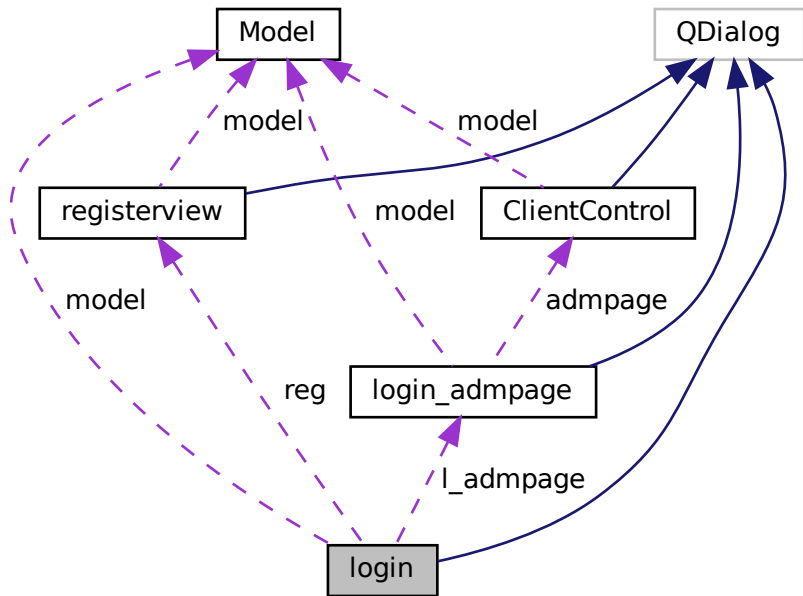 Model
QDialog
model
model
registerview
model
ClientControl
model
admpage
reg
login_admpage
l_admpage
login